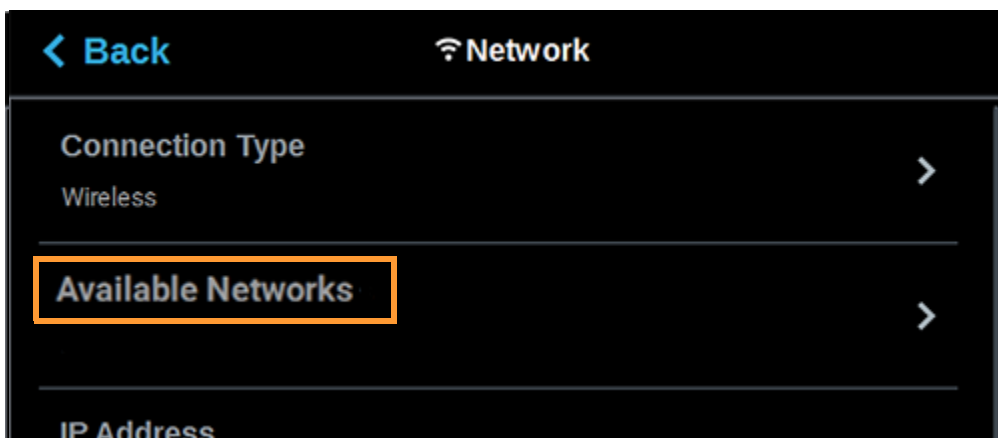 Back
Network
Connection Type
Wireless
Available Networks
IP Address